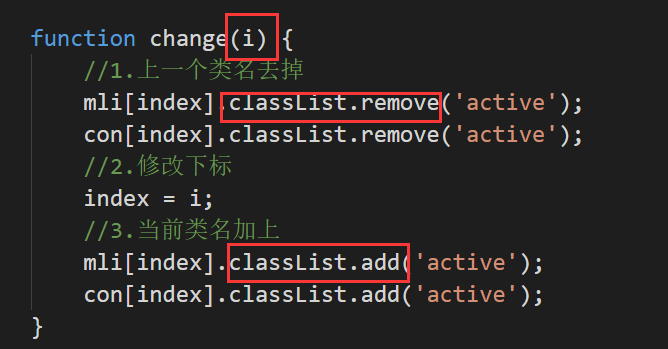 function change(i) {
    //1.上一个类名去掉
    mli[index].classList.remove('active');
    con[index].classList.remove('active');
    //2.修改下标
    index = i;
    //3.当前类名加上
    mli[index].classList.add('active');
    con[index].classList.add('active');
}